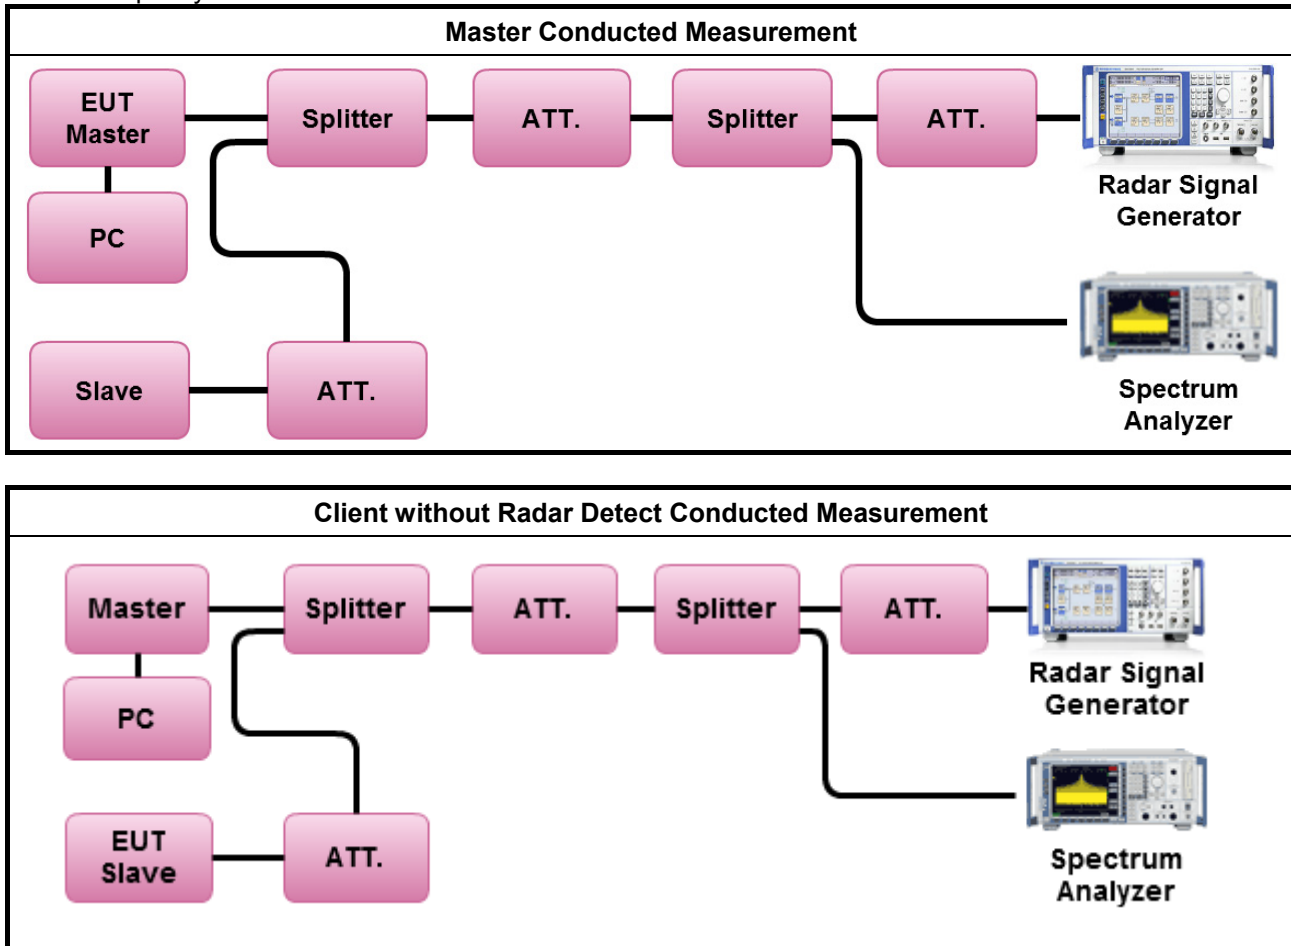 Master Conducted Measurement
EUT
Master
Splitter
ATT.
Splitter
ATT.
Radar Signal
Generator
PC
Slave
ATT.
Spectrum
Analyzer
Client without Radar Detect Conducted Measurement
Master
Splitter
ATT.
Splitter
ATT.
Radar Signal
Generator
PC
EUT
Slave
ATT.
Spectrum
Analyzer